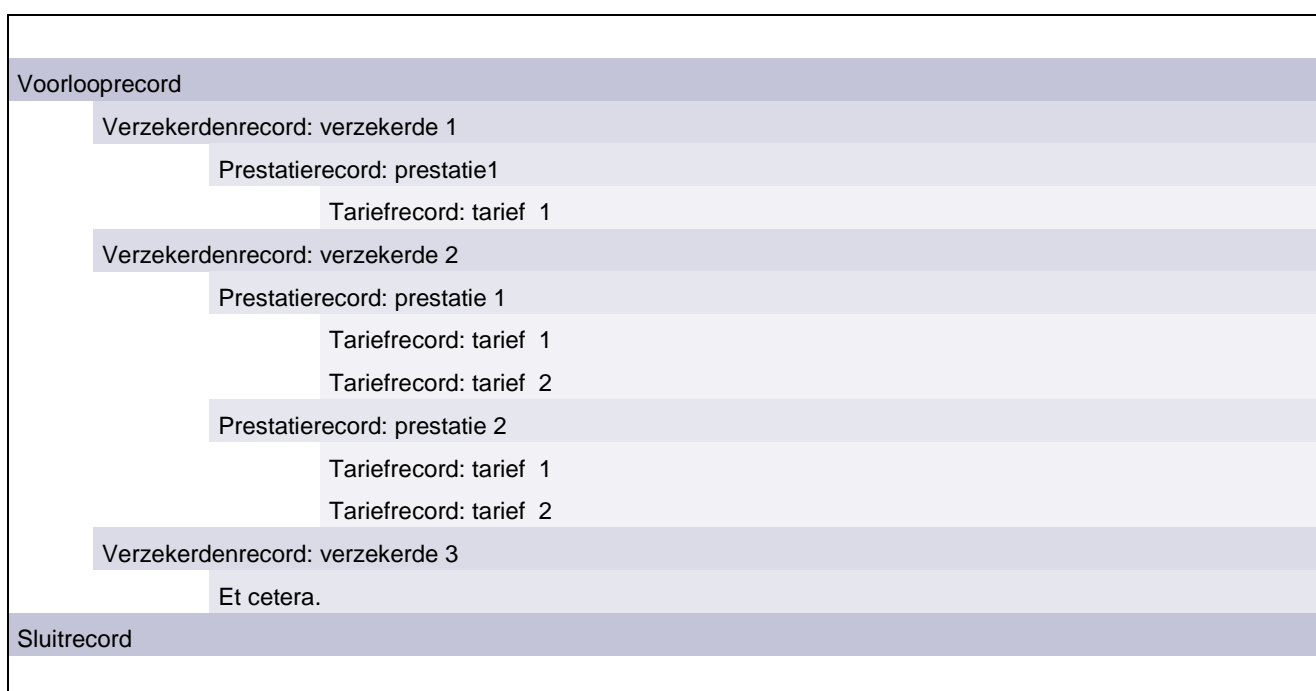 Voorlooprecord
Verzekerdenrecord: verzekerde 1
Prestatierecord: prestatie1
Tariefrecord: tarief 1
Verzekerdenrecord: verzekerde 2
Prestatierecord: prestatie 1
Tariefrecord: tarief 1
Tariefrecord: tarief 2
Prestatierecord: prestatie 2
Tariefrecord: tarief 1
Tariefrecord: tarief 2
Verzekerdenrecord: verzekerde 3
Et cetera.
Sluitrecord